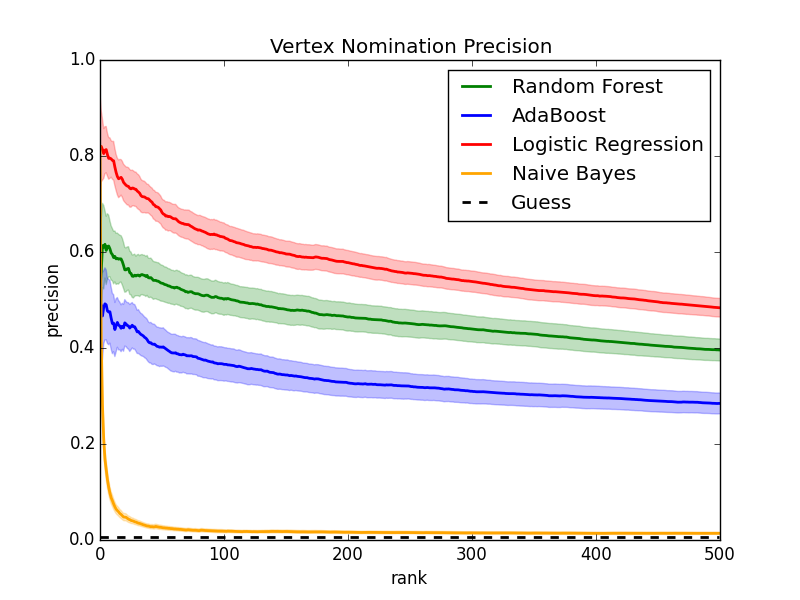 Vertex Nomination Precision
1.0
0.8
0.6
0.4
0.2
0.0
precision
Random Forest
AdaBoost
Logistic Regression
Naive Bayes
Guess
0 100 200 300 400 500
rank